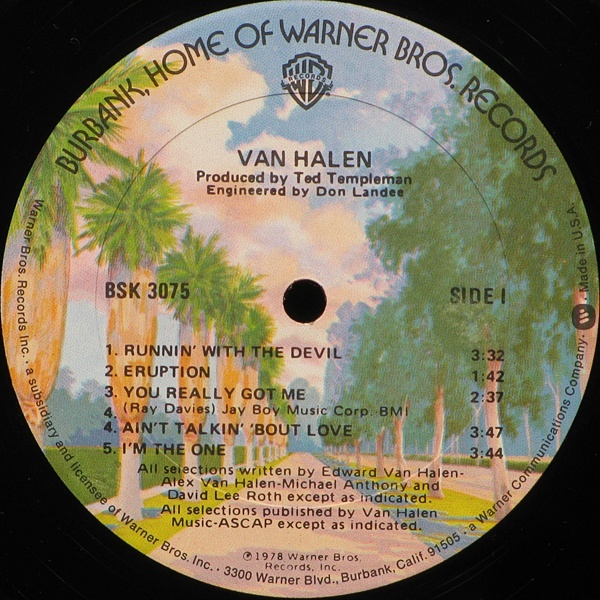 BURBANK, HOME OF WARNER BROS. RECORDS
WB
RECORDS
VAN HALEN
Produced by Ted Templeman
Engineered by Don Landee
BSK 3075
SIDE I
1. RUNNIN' WITH THE DEVIL 3:32
2. ERUPTION 1:42
3. YOU REALLY GOT ME 2:37
4. (Ray Davies) Jay Boy Music Corp. BMI
4. AIN'T TALKIN' 'BOUT LOVE 3:47
5. I'M THE ONE 3:44
All selections written by Edward Van Halen-
Alex Van Halen-Michael Anthony and
David Lee Roth except as indicated.
All selections published by Van Halen
Music-ASCAP except as indicated.
℗1978 Warner Bros.
Records, Inc.
Warner Bros. Records Inc. · a subsidiary and licensee of Warner Bros. Inc. · 3300 Warner Blvd., Burbank, Calif. 91505 · a Warner Communications Company · Made in U.S.A.